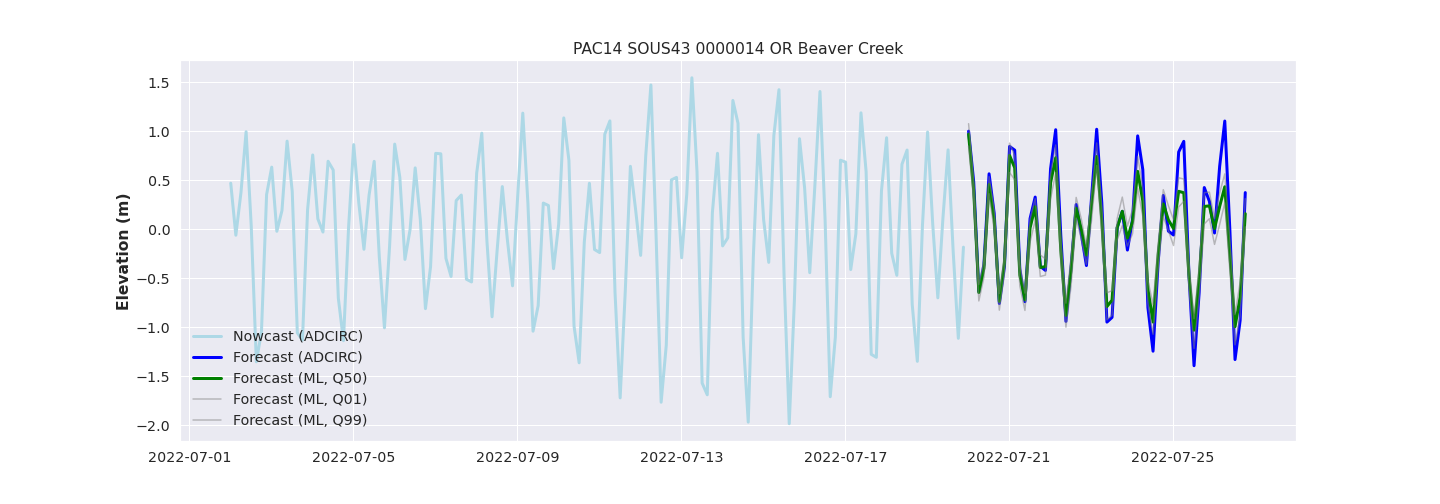 PAC14 SOUS43 0000014 OR Beaver Creek
Elevation (m)
1.5
1.0
0.5
0.0
−0.5
−1.0
−1.5
−2.0
Nowcast (ADCIRC)
Forecast (ADCIRC)
Forecast (ML, Q50)
Forecast (ML, Q01)
Forecast (ML, Q99)
2022-07-01 2022-07-05 2022-07-09 2022-07-13 2022-07-17 2022-07-21 2022-07-25